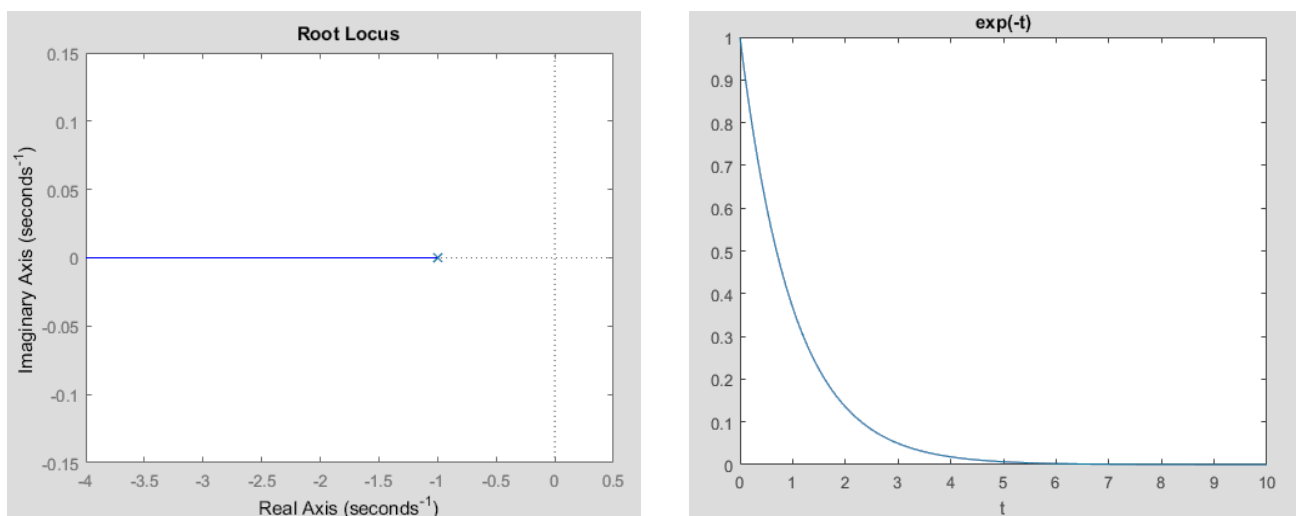 Root Locus
0.15
0.1
0.05
0
-0.05
-0.1
-0.15
Imaginary Axis (seconds⁻¹)
-4 -3.5 -3 -2.5 -2 -1.5 -1 -0.5 0 0.5
Real Axis (seconds⁻¹)
exp(-t)
1
0.9
0.8
0.7
0.6
0.5
0.4
0.3
0.2
0.1
0
0 1 2 3 4 5 6 7 8 9 10
t